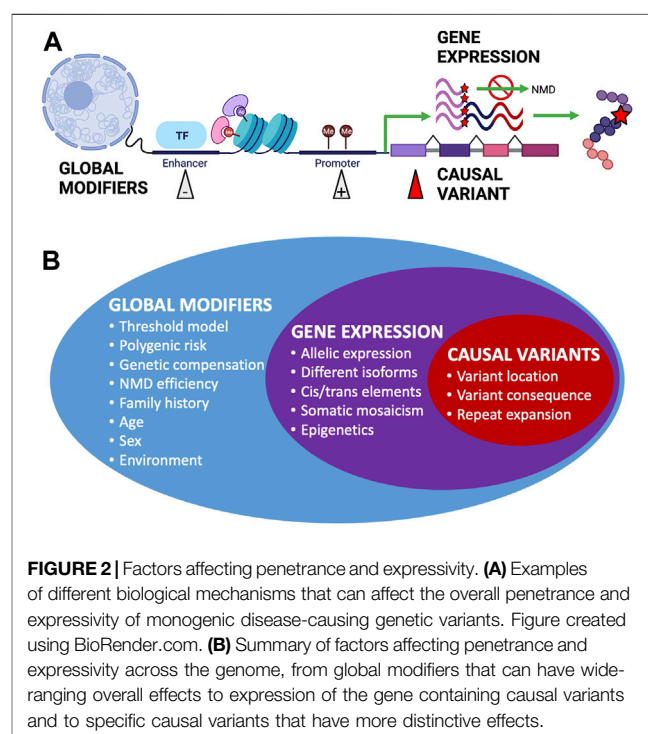 A
GENE
EXPRESSION
NMD
TF
Me
Me
Me
Me
Enhancer
Promoter
GLOBAL
MODIFIERS
-
+
CAUSAL
VARIANT
B
GLOBAL MODIFIERS
• Threshold model
• Polygenic risk
• Genetic compensation
• NMD efficiency
• Family history
• Age
• Sex
• Environment
GENE EXPRESSION
• Allelic expression
• Different isoforms
• Cis/trans elements
• Somatic mosaicism
• Epigenetics
CAUSAL VARIANTS
• Variant location
• Variant consequence
• Repeat expansion
FIGURE 2 | Factors affecting penetrance and expressivity. (A) Examples
of different biological mechanisms that can affect the overall penetrance and
expressivity of monogenic disease-causing genetic variants. Figure created
using BioRender.com. (B) Summary of factors affecting penetrance and
expressivity across the genome, from global modifiers that can have wide-
ranging overall effects to expression of the gene containing causal variants
and to specific causal variants that have more distinctive effects.